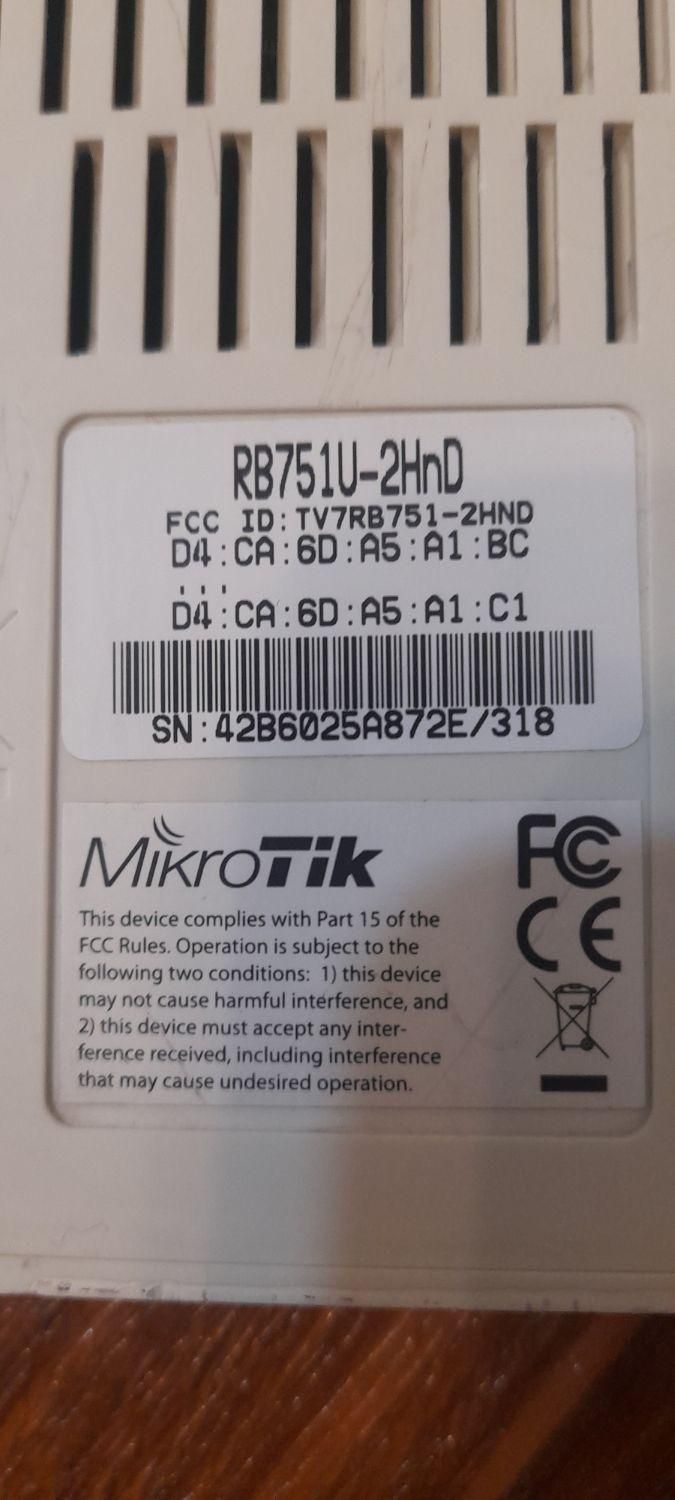 RB751U-2HnD
FCC ID:TV7RB751-2HND
D4:CA:6D:A5:A1:BC
...
D4:CA:6D:A5:A1:C1
SN:42B6025A872E/318
MikroTik
FC
CE
This device complies with Part 15 of the
FCC Rules. Operation is subject to the
following two conditions: 1) this device
may not cause harmful interference, and
2) this device must accept any inter-
ference received, including interference
that may cause undesired operation.